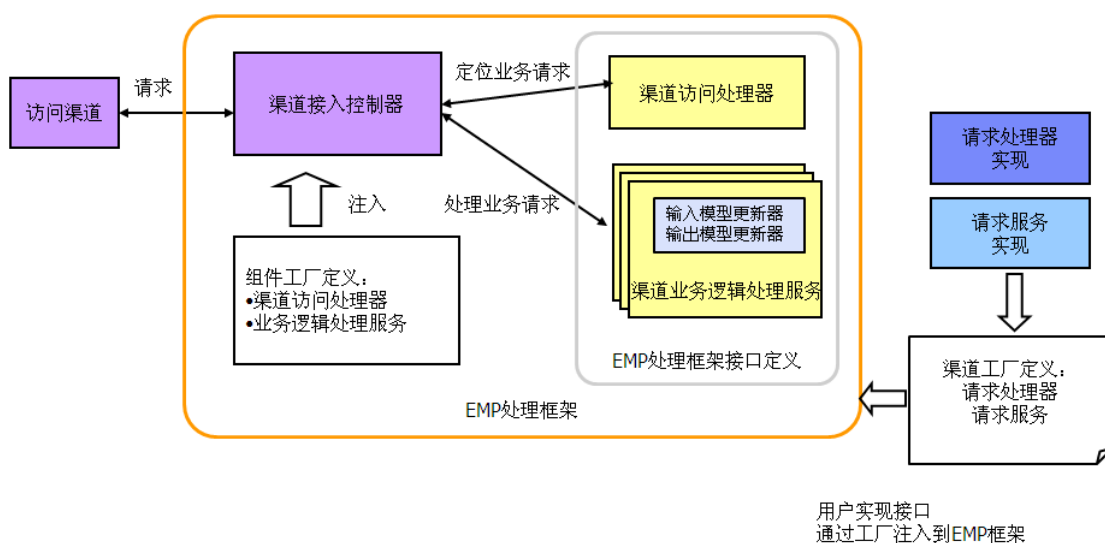 访问渠道
请求
渠道接入控制器
定位业务请求
渠道访问处理器
注入
处理业务请求
输入模型更新器
输出模型更新器
渠道业务逻辑处理服务
组件工厂定义：
•渠道访问处理器
•业务逻辑处理服务
EMP处理框架接口定义
EMP处理框架
请求处理器
实现
请求服务
实现
渠道工厂定义：
请求处理器
请求服务
用户实现接口
通过工厂注入到EMP框架